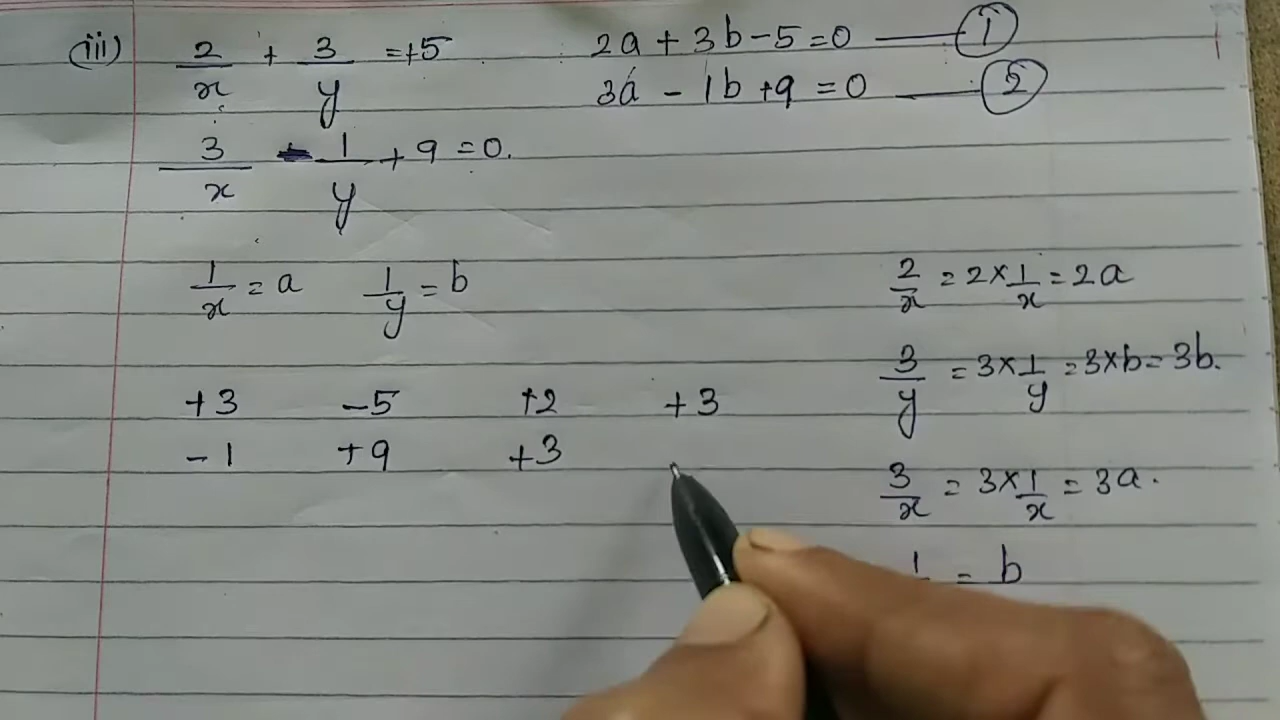 (iii) 2/x + 3/y = +5
3/x - 1/y + 9 = 0.
2a + 3b - 5 = 0 — ①
3a - 1b + 9 = 0 — ②
1/x = a 1/y = b
+3 -5 +2 +3
-1 +9 +3
2/x = 2 × 1/x = 2a
3/y = 3 × 1/y = 3 × b = 3b.
3/x = 3 × 1/x = 3a.
= b